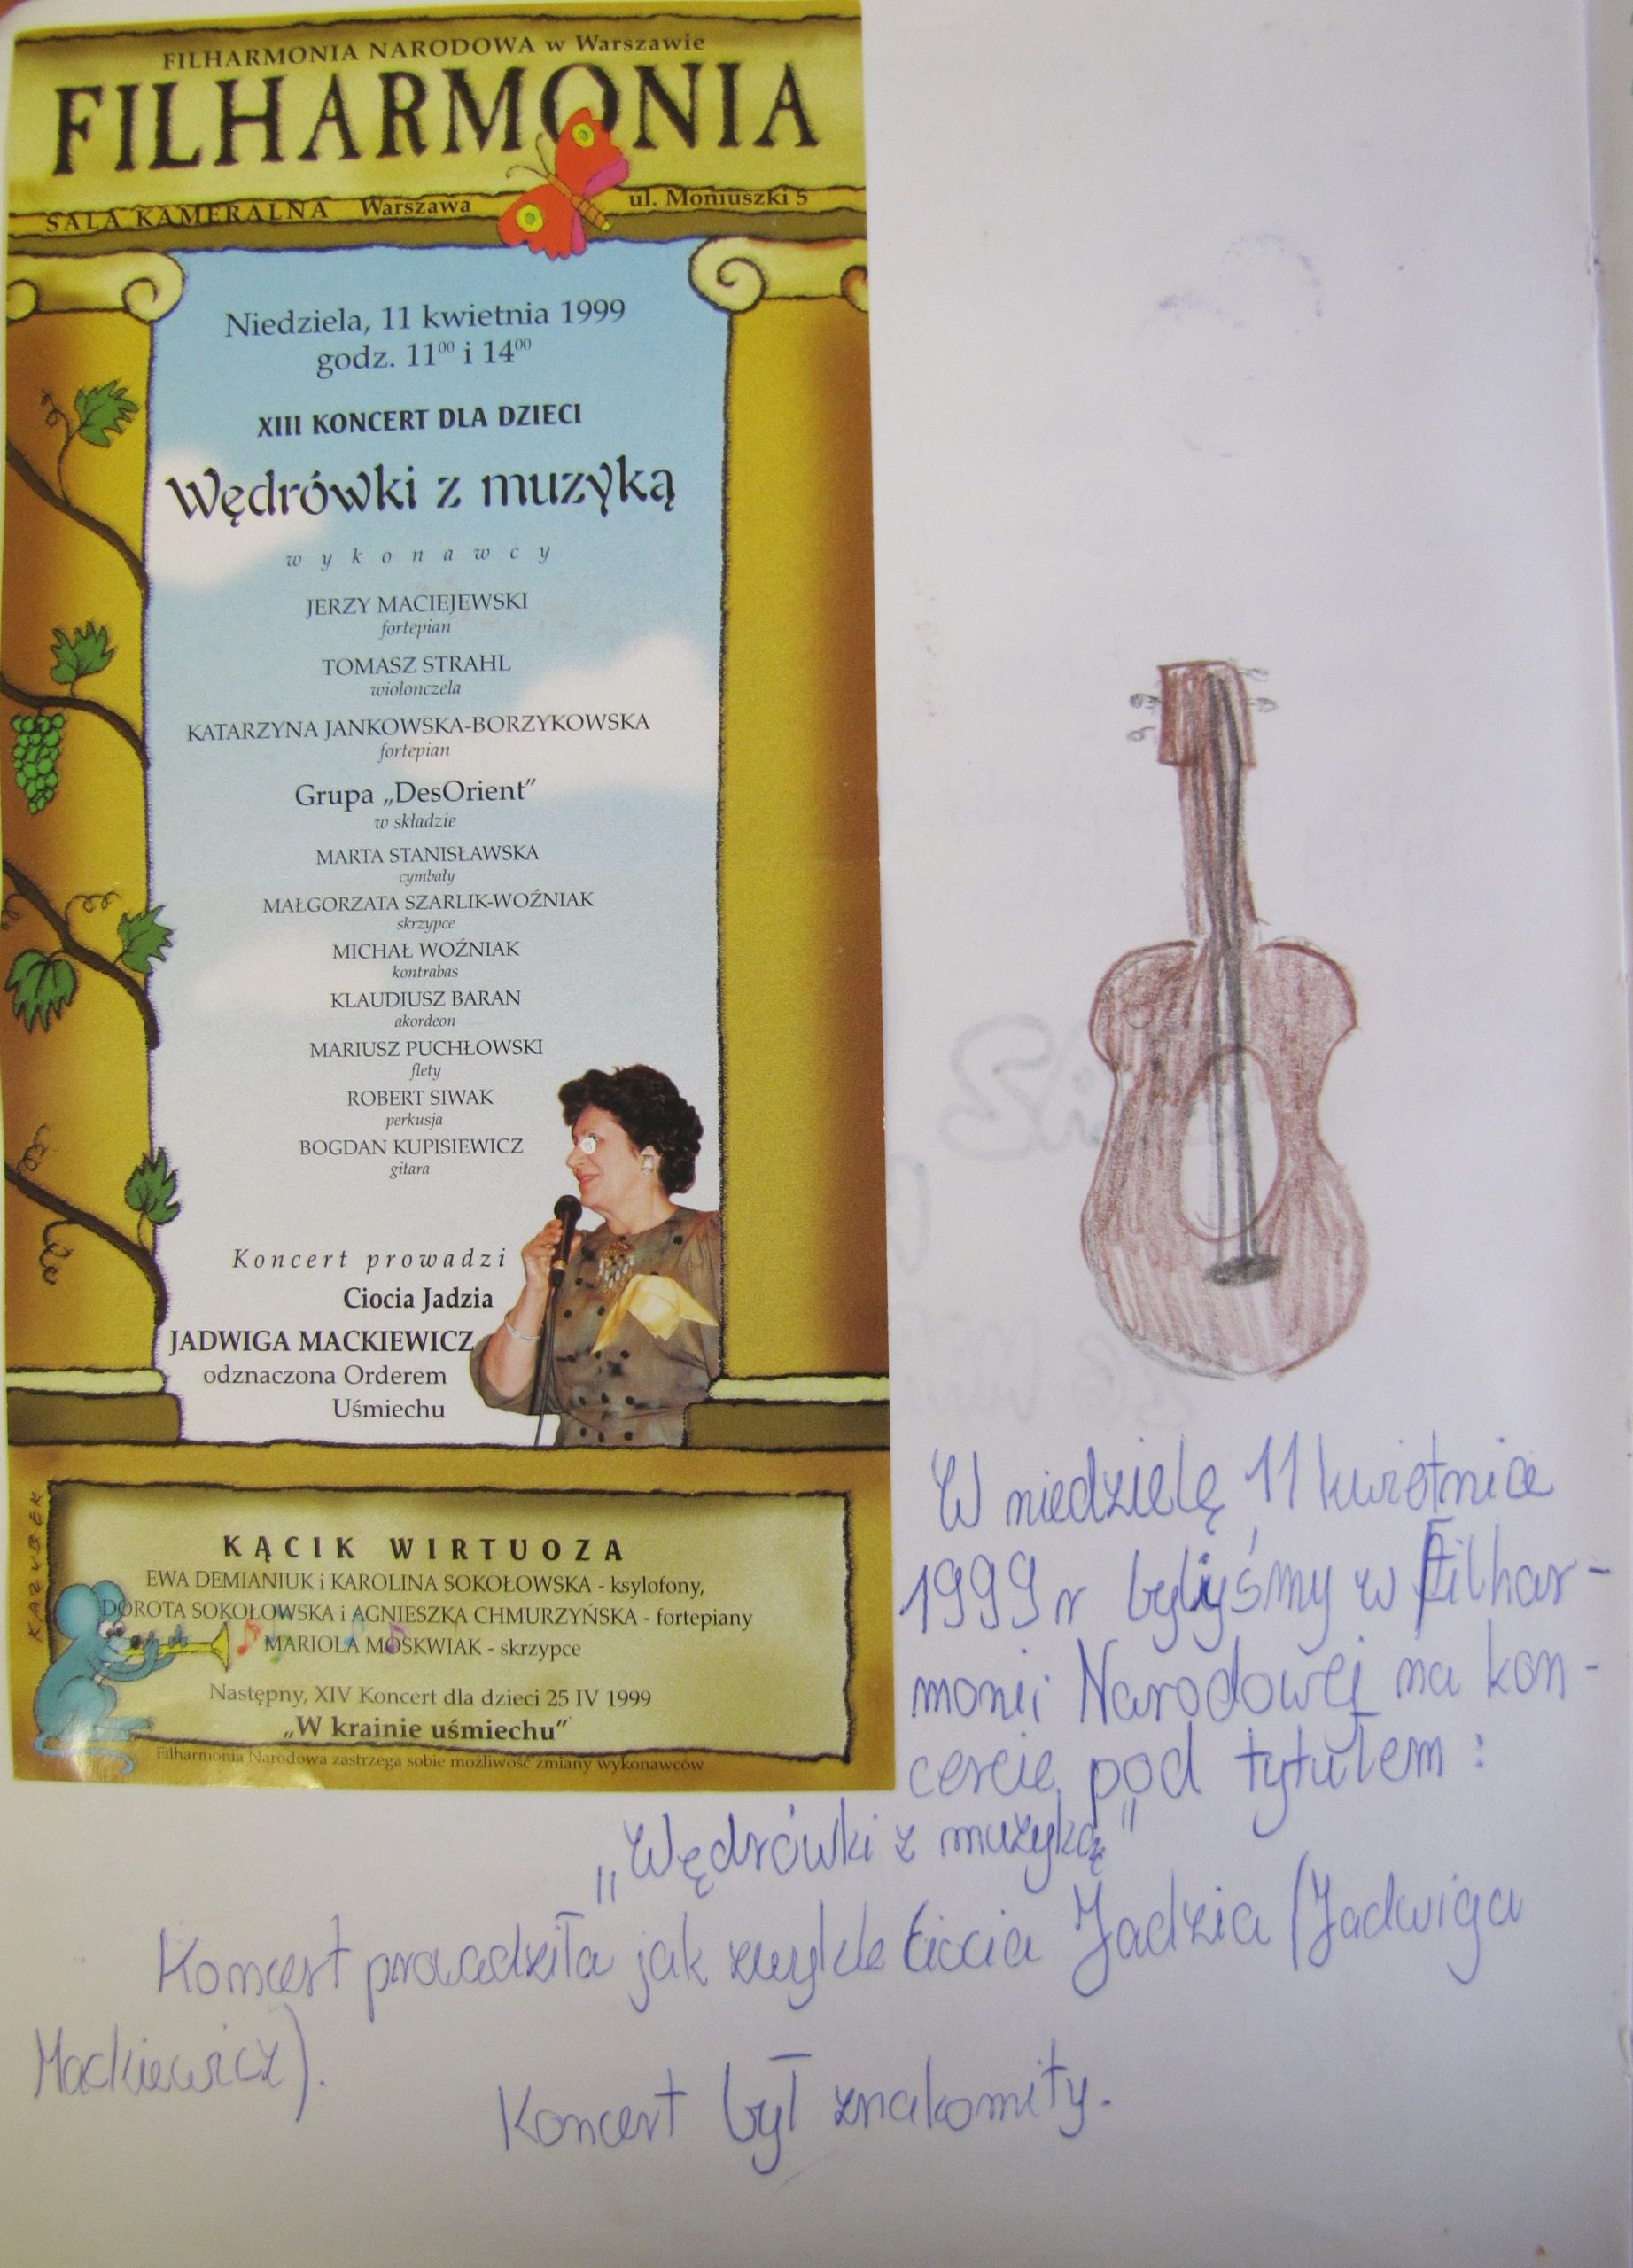 FILHARMONIA NARODOWA w Warszawie
FILHARMONIA
SALA KAMERALNA Warszawa ul. Moniuszki 5
Niedziela, 11 kwietnia 1999
godz. 11⁰⁰ i 14⁰⁰
XIII KONCERT DLA DZIECI
Wędrówki z muzyką
wykonawcy
JERZY MACIEJEWSKI
fortepian
TOMASZ STRAHL
wiolonczela
KATARZYNA JANKOWSKA-BORZYKOWSKA
fortepian
Grupa „DesOrient”
w składzie
MARTA STANISŁAWSKA
cymbały
MAŁGORZATA SZARLIK-WOŹNIAK
skrzypce
MICHAŁ WOŹNIAK
kontrabas
KLAUDIUSZ BARAN
akordeon
MARIUSZ PUCHŁOWSKI
flety
ROBERT SIWAK
perkusja
BOGDAN KUPISIEWICZ
gitara
Koncert prowadzi
Ciocia Jadzia
JADWIGA MACKIEWICZ
odznaczona Orderem
Uśmiechu
KĄCIK WIRTUOZA
EWA DEMIANIUK i KAROLINA SOKOŁOWSKA - ksylofony,
DOROTA SOKOŁOWSKA i AGNIESZKA CHMURZYŃSKA - fortepiany
MARIOLA MOSKWIAK - skrzypce
Następny, XIV Koncert dla dzieci 25 IV 1999
„W krainie uśmiechu”
Filharmonia Narodowa zastrzega sobie możliwość zmiany wykonawców
KAZUBEK
W niedzielę 11 kwietnia
1999 r byłyśmy w Filhar-
monii Narodowej na kon-
cercie pod tytułem:
„Wędrówki z muzyką”
Koncert prowadziła jak zwykle Ciocia Jadzia (Jadwiga
Mackiewicz).
Koncert był znakomity.